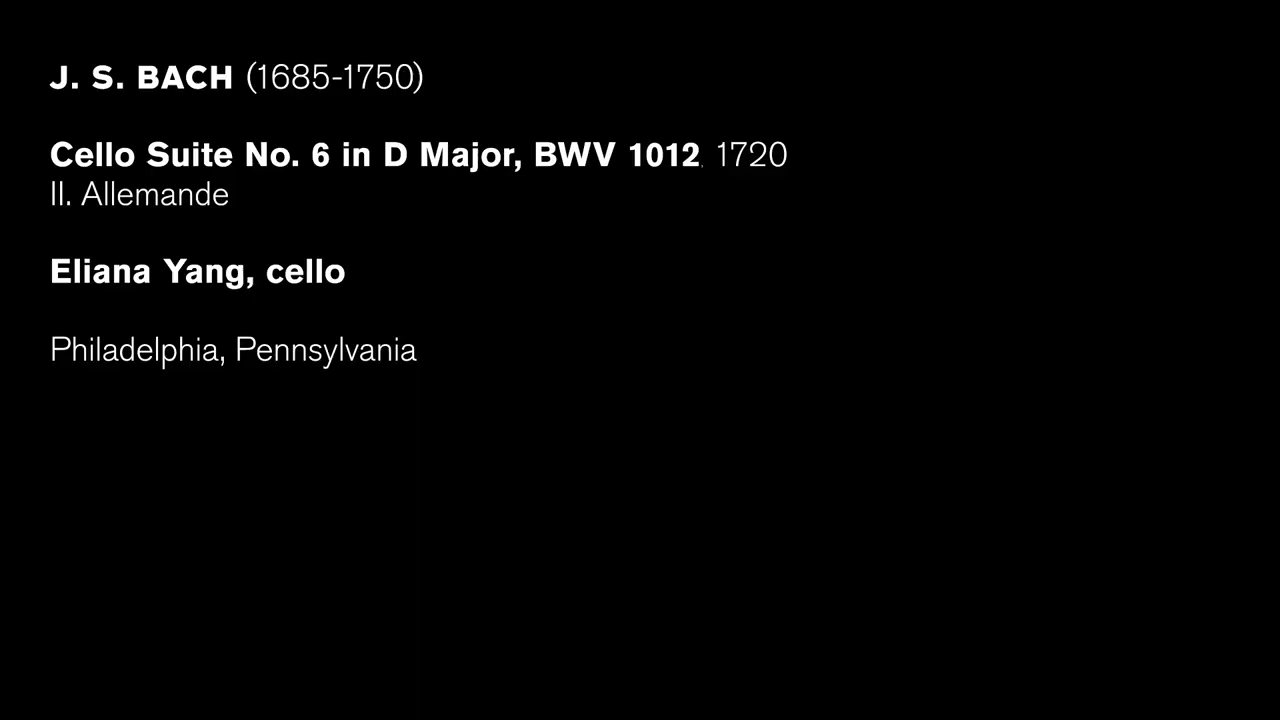 J. S. BACH (1685-1750)
Cello Suite No. 6 in D Major, BWV 1012, 1720
II. Allemande
Eliana Yang, cello
Philadelphia, Pennsylvania